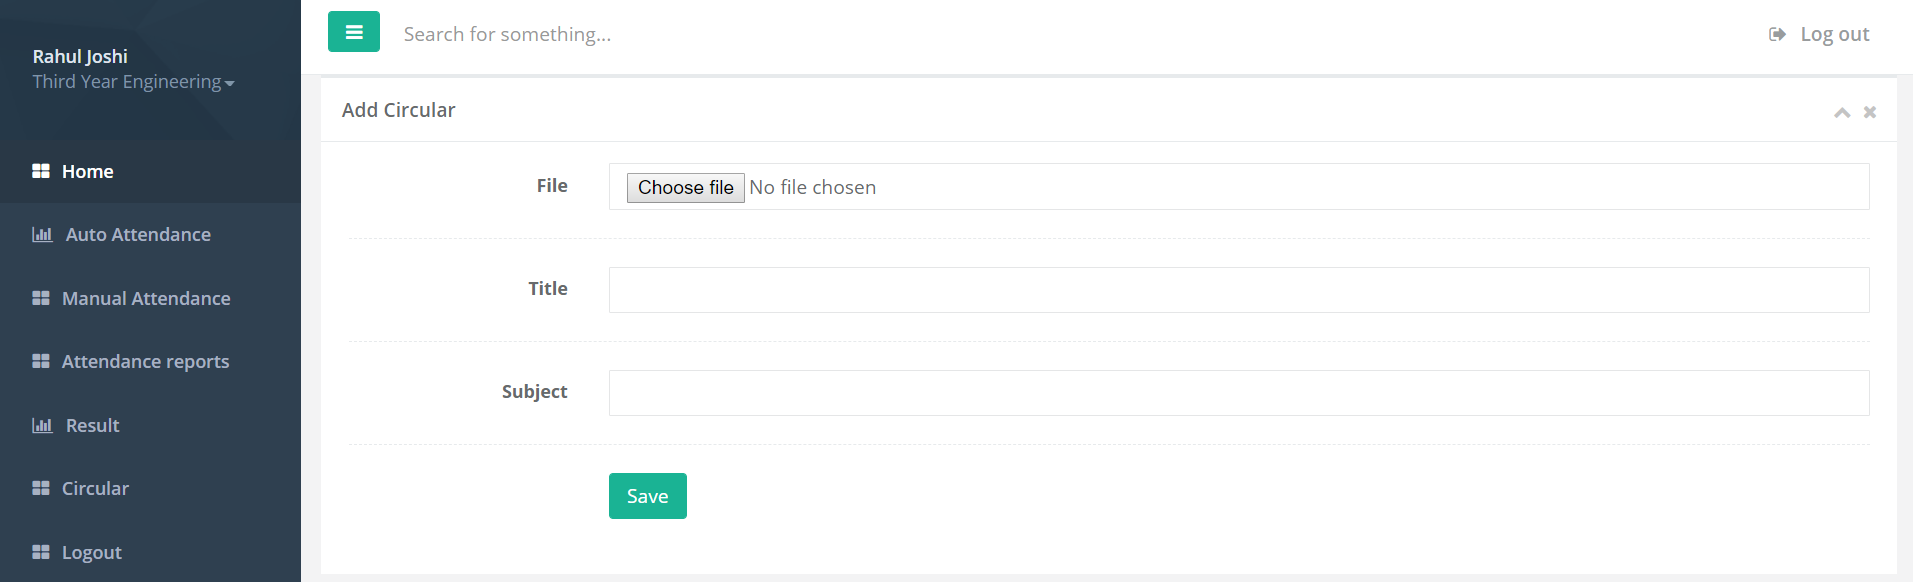 Rahul Joshi
Third Year Engineering
Home
Auto Attendance
Manual Attendance
Attendance reports
Result
Circular
Logout
Search for something...
Log out
Add Circular
File Choose file No file chosen
Title
Subject
Save